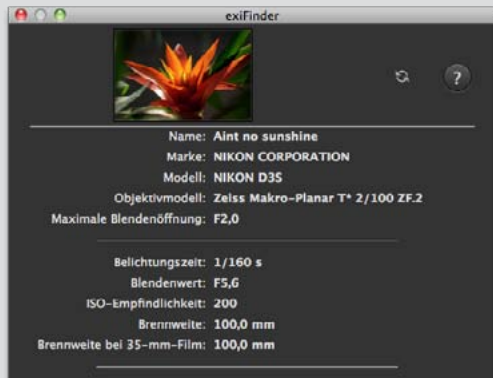 exiFinder
?
Name: Aint no sunshine
Marke: NIKON CORPORATION
Modell: NIKON D3S
Objektivmodell: Zeiss Makro-Planar T* 2/100 ZF.2
Maximale Blendenöffnung: F2,0
Belichtungszeit: 1/160 s
Blendenwert: F5,6
ISO-Empfindlichkeit: 200
Brennweite: 100,0 mm
Brennweite bei 35-mm-Film: 100,0 mm